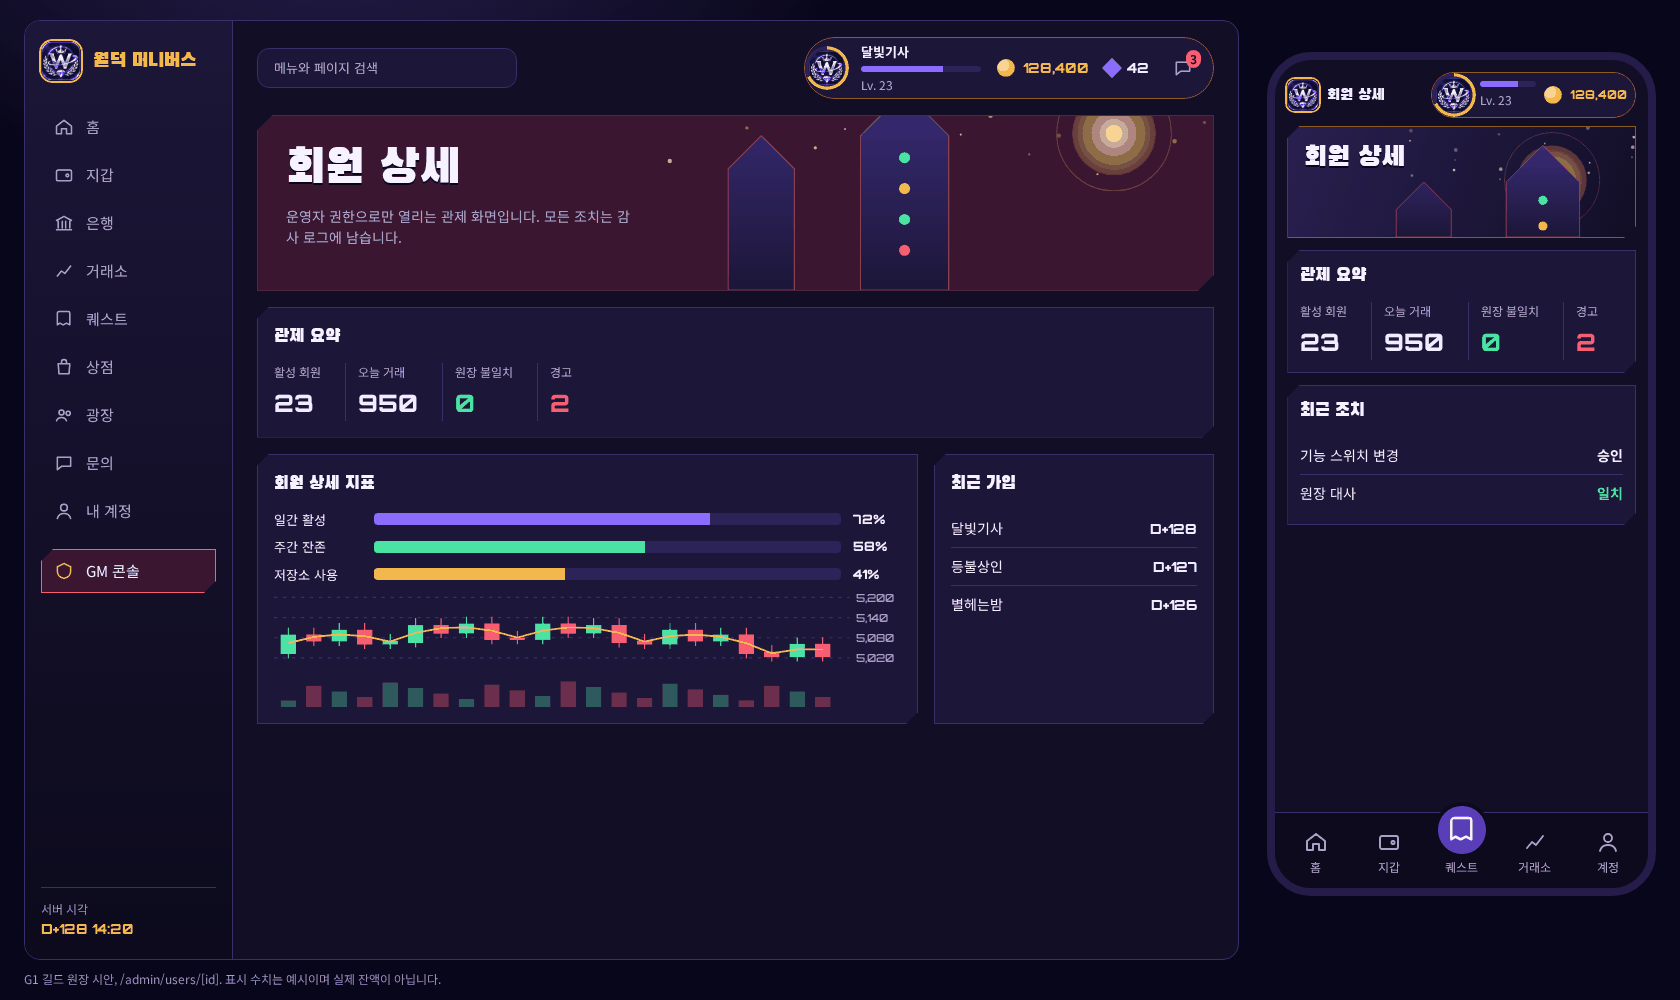 원덕 머니버스
홈
지갑
은행
거래소
퀘스트
상점
광장
문의
내 계정
GM 콘솔
서버 시각
D+128 14:20
메뉴와 페이지 검색
달빛기사
Lv. 23
128,400
42
3
회원 상세
운영자 권한으로만 열리는 관제 화면입니다. 모든 조치는 감
사 로그에 남습니다.
관제 요약
활성 회원
오늘 거래
원장 불일치
경고
23
950
0
2
회원 상세 지표
일간 활성
72%
주간 잔존
58%
저장소 사용
41%
5,200
5,140
5,080
5,020
최근 가입
달빛기사
D+128
등불상인
D+127
별헤는밤
D+126
W
회원 상세
Lv. 23
128,400
회원 상세
관제 요약
활성 회원
오늘 거래
원장 불일치
경고
23
950
0
2
최근 조치
기능 스위치 변경
승인
원장 대사
일치
홈
지갑
퀘스트
거래소
계정
G1 길드 원장 시안, /admin/users/[id]. 표시 수치는 예시이며 실제 잔액이 아닙니다.